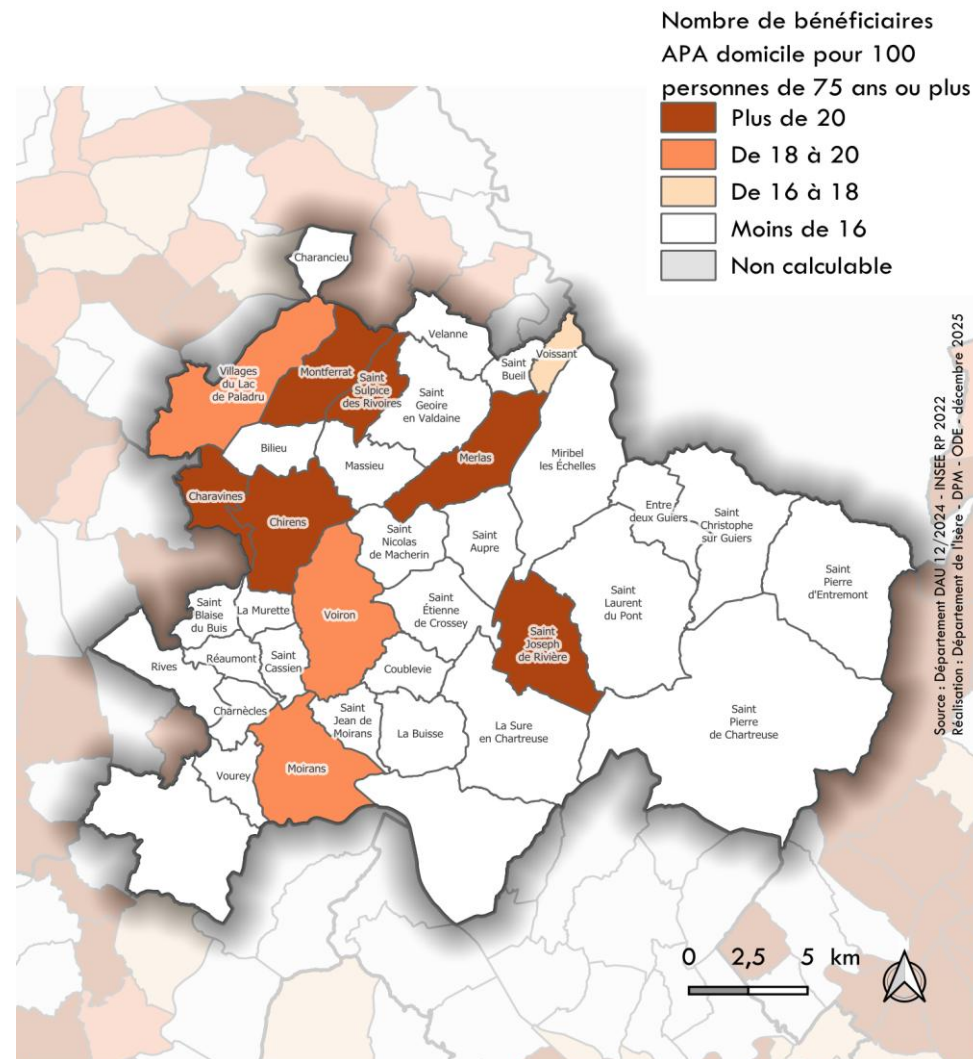 Nombre de bénéficiaires
APA domicile pour 100
personnes de 75 ans ou plus
Plus de 20
De 18 à 20
De 16 à 18
Moins de 16
Non calculable
Charancieu
Velanne
Saint
Bueil
Voissant
Villages
du Lac
de Paladru
Montferrat
Saint
Sulpice
des Rivoires
Saint
Geoire
en Valdaine
Bilieu
Massieu
Merlas
Miribel
les Échelles
Charavines
Chirens
Saint
Nicolas
de Macherin
Saint
Aupre
Entre
deux Guiers
Saint
Christophe
sur Guiers
Saint
Pierre
d'Entremont
Saint
Blaise
du Buis
La Murette
Voiron
Saint
Étienne
de Crossey
Saint
Laurent
du Pont
Saint
Joseph
de Rivière
Rives
Réaumont
Saint
Cassien
Coublevie
Charnècles
Saint
Jean de
Moirans
La Buisse
La Sure
en Chartreuse
Saint
Pierre
de Chartreuse
Vourey
Moirans
0 2,5 5 km
Source : Département DAU 12/2024 - INSEE RP 2022
Réalisation : Département de l'Isère - DPM - ODE - décembre 2025